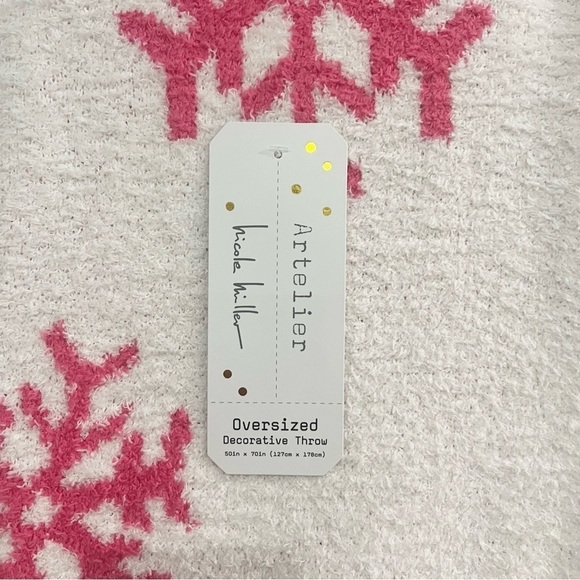 Artelier
nicole miller
Oversized
Decorative Throw
50in x 70in (127cm x 178cm)